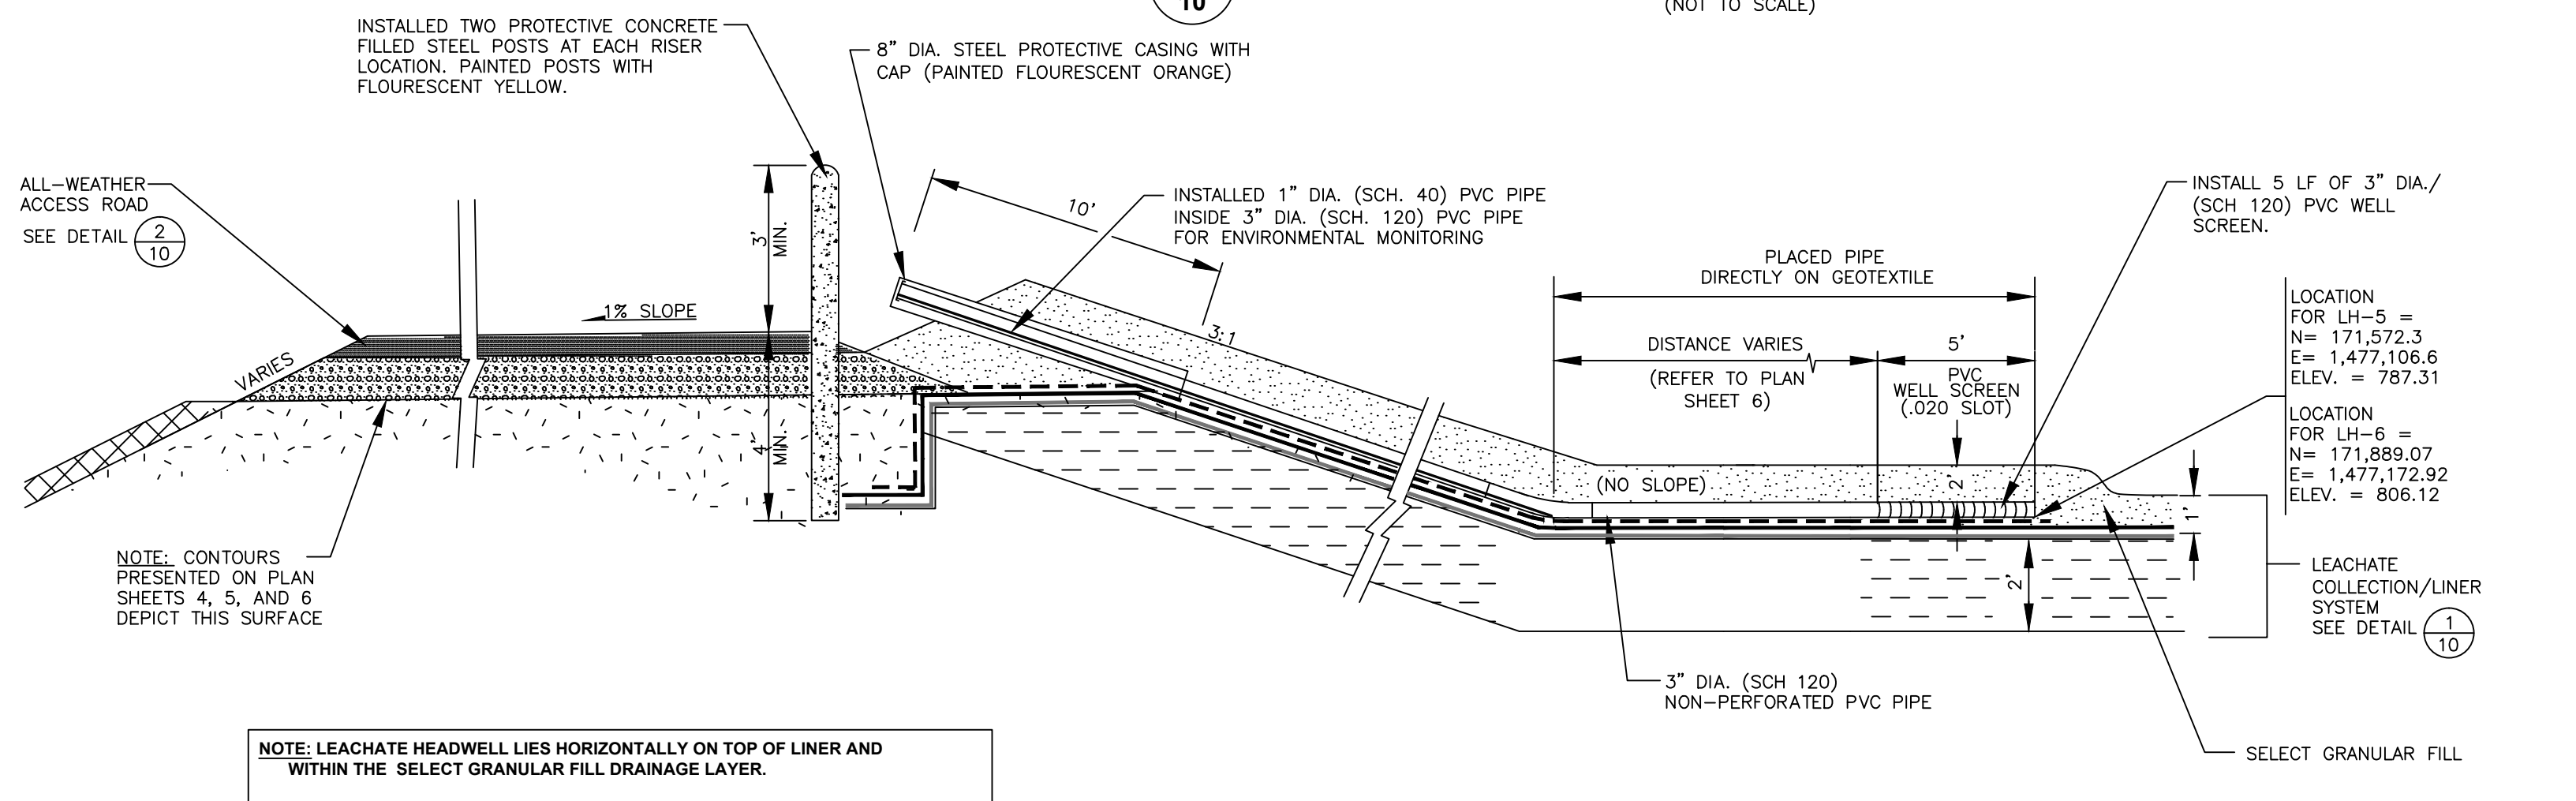 10
(NOT TO SCALE)
INSTALLED TWO PROTECTIVE CONCRETE
FILLED STEEL POSTS AT EACH RISER
LOCATION. PAINTED POSTS WITH
FLOURESCENT YELLOW.
8" DIA. STEEL PROTECTIVE CASING WITH
CAP (PAINTED FLOURESCENT ORANGE)
ALL-WEATHER
ACCESS ROAD
SEE DETAIL 2
10
VARIES
1% SLOPE
3'
MIN.
4'
MIN.
10'
INSTALLED 1" DIA. (SCH. 40) PVC PIPE
INSIDE 3" DIA. (SCH. 120) PVC PIPE
FOR ENVIRONMENTAL MONITORING
3:1
PLACED PIPE
DIRECTLY ON GEOTEXTILE
DISTANCE VARIES
(REFER TO PLAN
SHEET 6)
5'
PVC
WELL SCREEN
(.020 SLOT)
(NO SLOPE)
2'
1'
2'
INSTALL 5 LF OF 3" DIA./
(SCH 120) PVC WELL
SCREEN.
LOCATION
FOR LH-5 =
N= 171,572.3
E= 1,477,106.6
ELEV. = 787.31
LOCATION
FOR LH-6 =
N= 171,889.07
E= 1,477,172.92
ELEV. = 806.12
LEACHATE
COLLECTION/LINER
SYSTEM
SEE DETAIL 1
10
NOTE: CONTOURS
PRESENTED ON PLAN
SHEETS 4, 5, AND 6
DEPICT THIS SURFACE
3" DIA. (SCH 120)
NON-PERFORATED PVC PIPE
SELECT GRANULAR FILL
NOTE: LEACHATE HEADWELL LIES HORIZONTALLY ON TOP OF LINER AND
WITHIN THE SELECT GRANULAR FILL DRAINAGE LAYER.